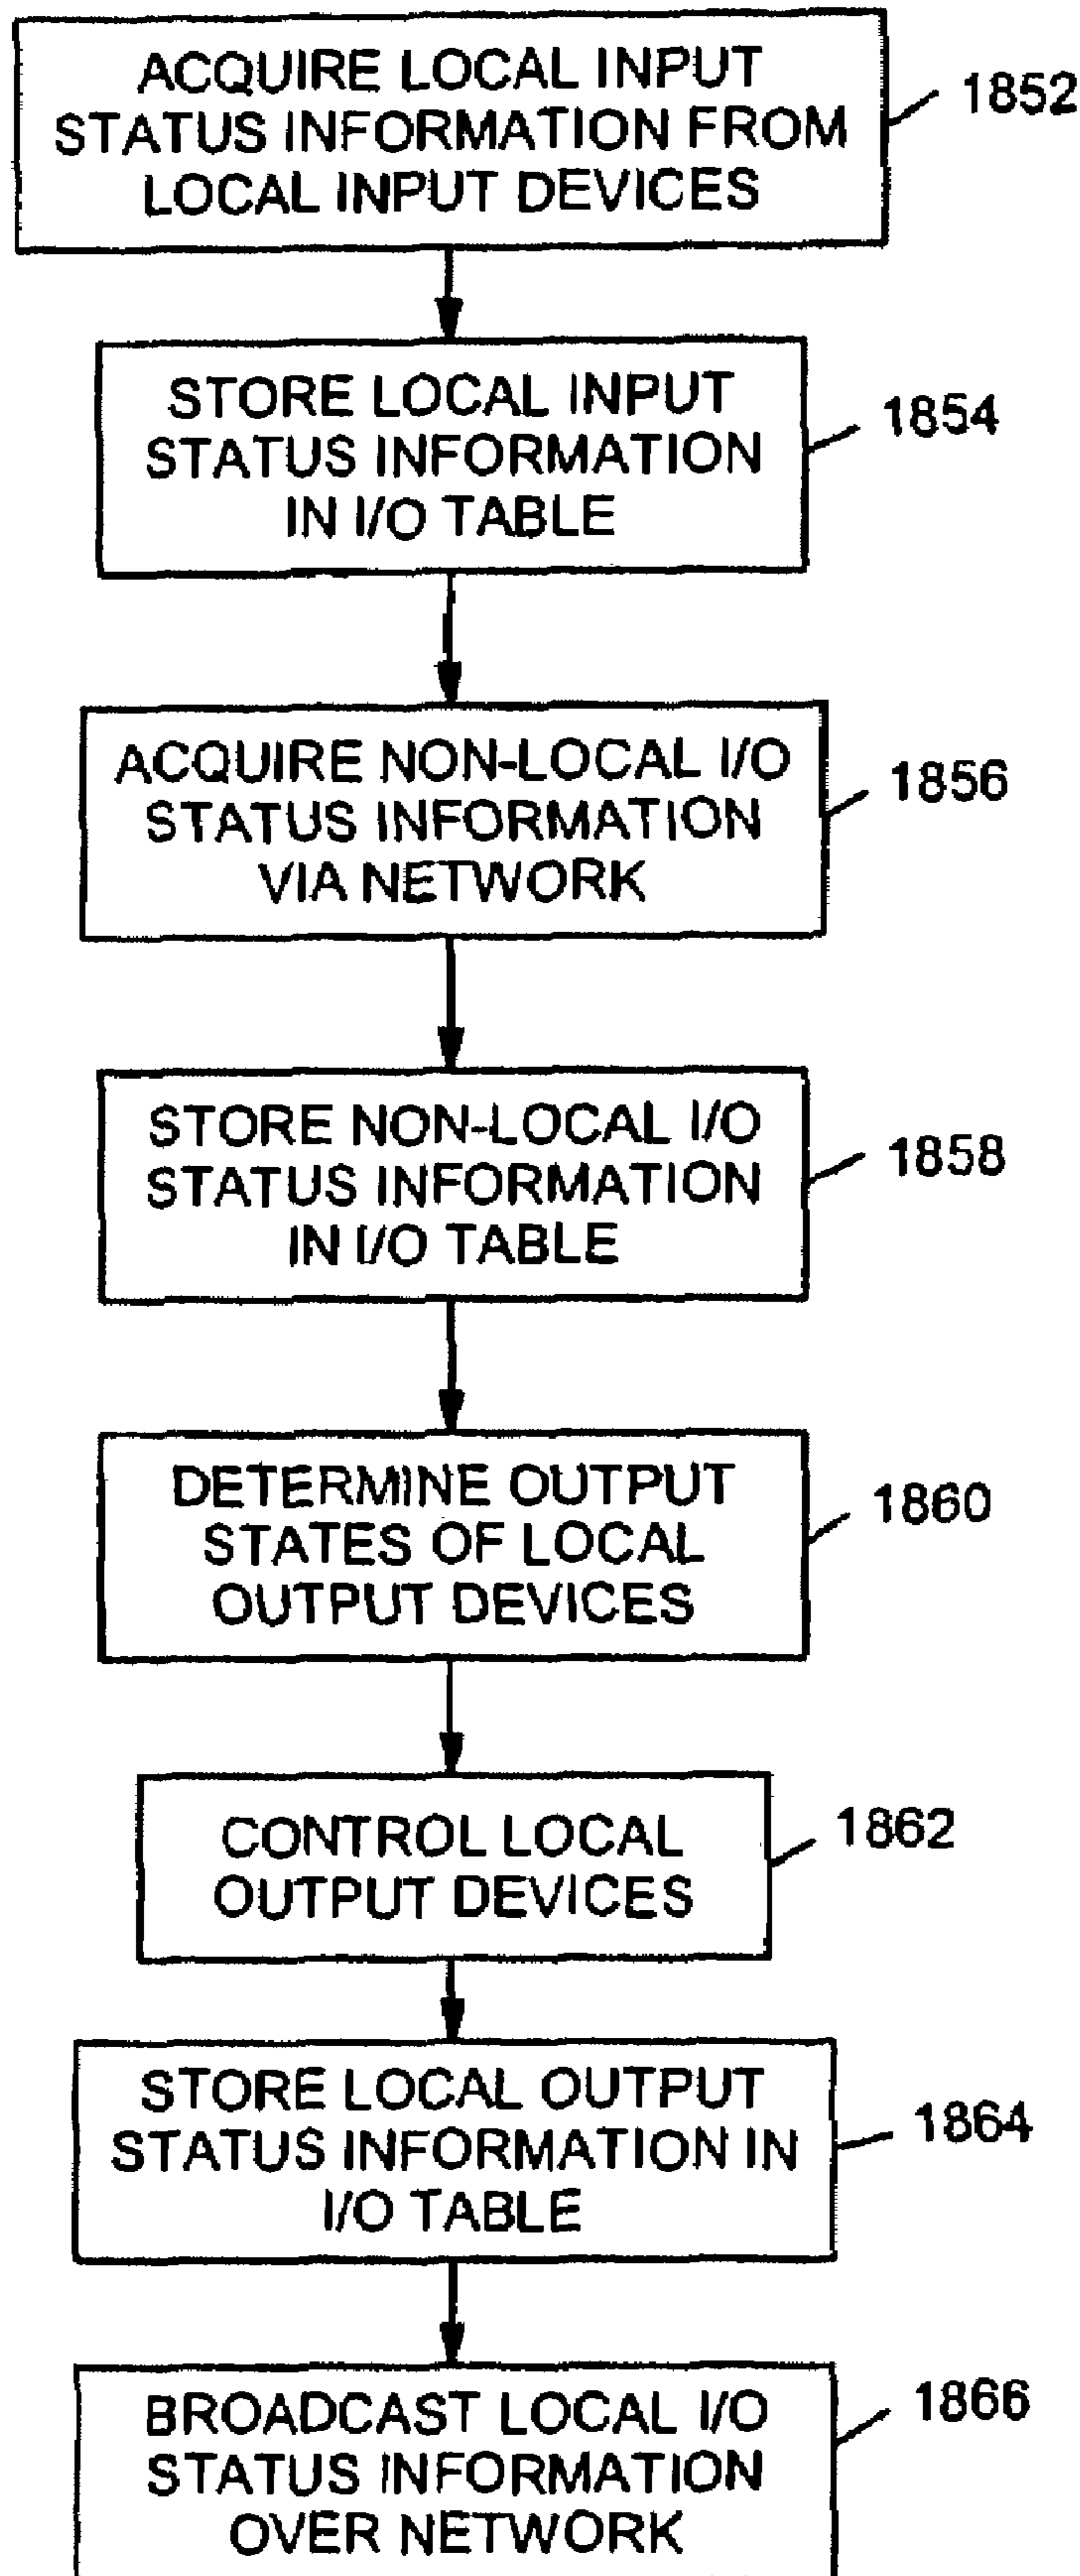 ACQUIRE LOCAL INPUT
STATUS INFORMATION FROM
LOCAL INPUT DEVICES
1852
STORE LOCAL INPUT
STATUS INFORMATION
IN I/O TABLE
1854
ACQUIRE NON-LOCAL I/O
STATUS INFORMATION
VIA NETWORK
1856
STORE NON-LOCAL I/O
STATUS INFORMATION
IN I/O TABLE
1858
DETERMINE OUTPUT
STATES OF LOCAL
OUTPUT DEVICES
1860
CONTROL LOCAL
OUTPUT DEVICES
1862
STORE LOCAL OUTPUT
STATUS INFORMATION IN
I/O TABLE
1864
BROADCAST LOCAL I/O
STATUS INFORMATION
OVER NETWORK
1866